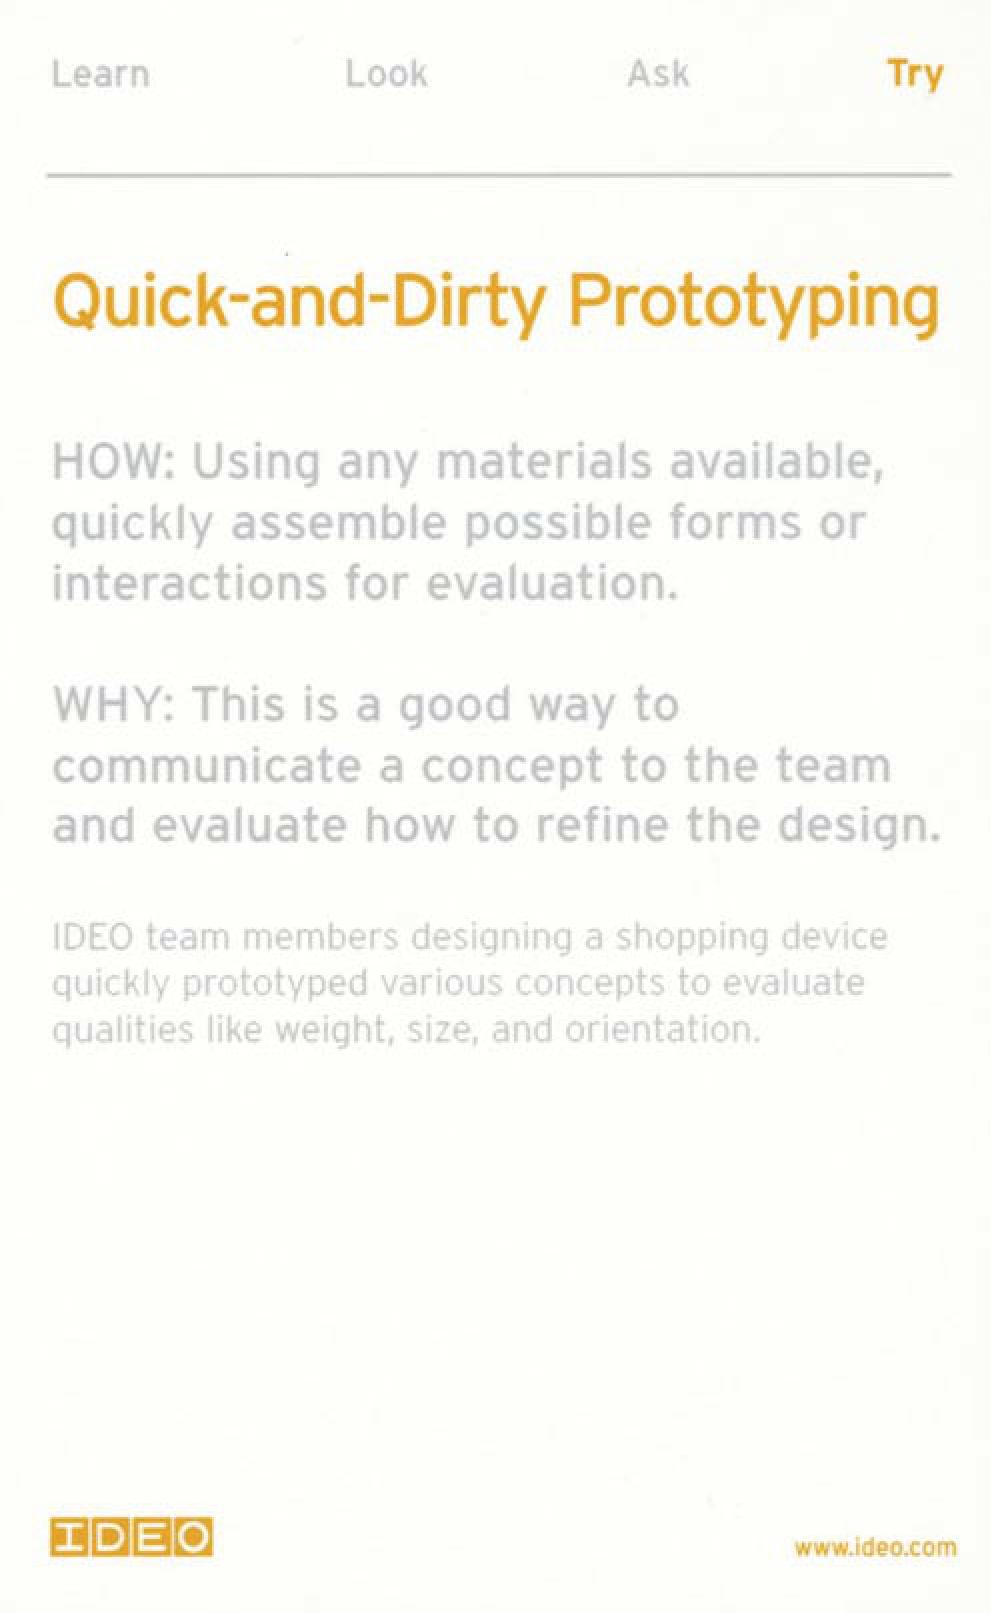 Learn Look Ask Try
Quick-and-Dirty Prototyping
HOW: Using any materials available,
quickly assemble possible forms or
interactions for evaluation.
WHY: This is a good way to
communicate a concept to the team
and evaluate how to refine the design.
IDEO team members designing a shopping device
quickly prototyped various concepts to evaluate
qualities like weight, size, and orientation.
IDEO
www.ideo.com